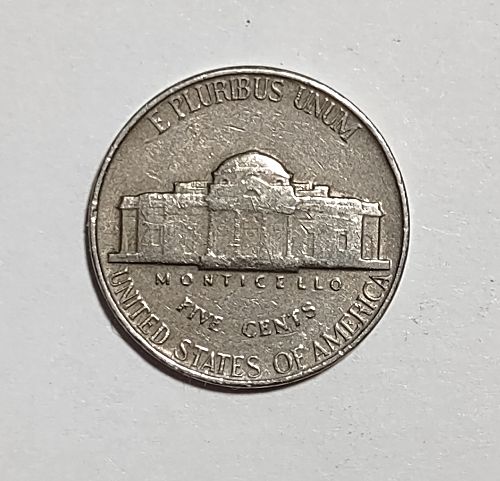 E PLURIBUS UNUM
MONTICELLO
FIVE CENTS
UNITED STATES OF AMERICA